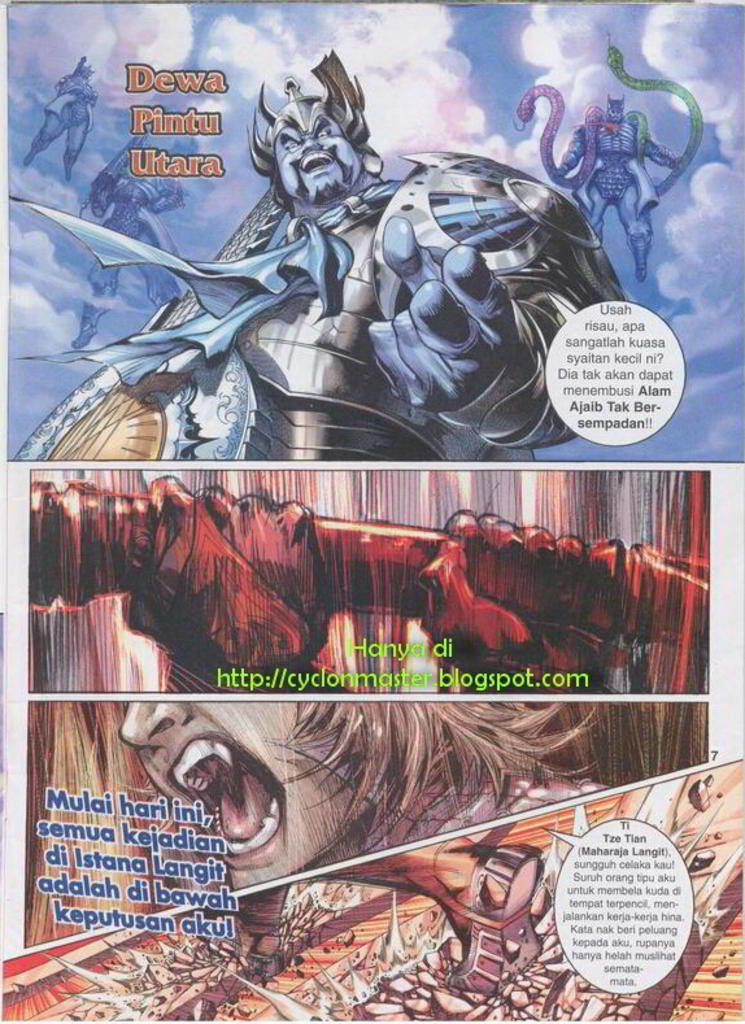 Dewa
Pintu
Utara
Usah
risau, apa
sangatlah kuasa
syaitan kecil ni?
Dia tak akan dapat
menembusi Alam
Ajaib Tak Ber-
sempadan!!
Hanya di
http://cyclonmaster.blogspot.com
7
Mulai hari ini,
semua kejadian
di Istana Langit
adalah di bawah
keputusan aku!
Ti
Tze Tian
(Maharaja Langit),
sungguh celaka kau!
Suruh orang tipu aku
untuk membela kuda di
tempat terpencil, men-
jalankan kerja-kerja hina.
Kata nak beri peluang
kepada aku, rupanya
hanya helah muslihat
semata-
mata.